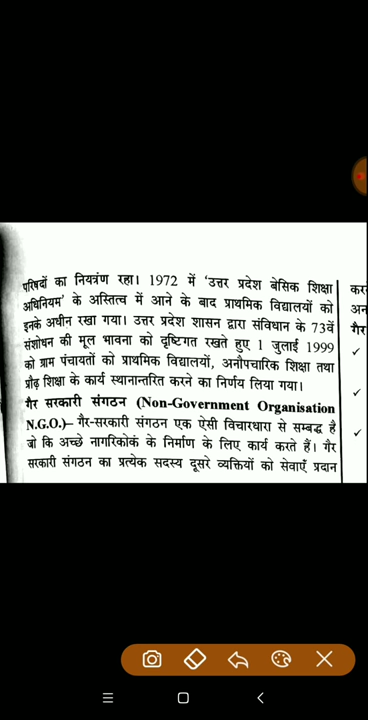 परिषदों का नियत्रंण रहा। 1972 में 'उत्तर प्रदेश बेसिक शिक्षा
अधिनियम' के अस्तित्व में आने के बाद प्राथमिक विद्यालयों को
इनके अधीन रखा गया। उत्तर प्रदेश शासन द्वारा संविधान के 73वें
संशोधन की मूल भावना को दृष्टिगत रखते हुए 1 जुलाई 1999
को ग्राम पंचायतों को प्राथमिक विद्यालयों, अनौपचारिक शिक्षा तथा
प्रौढ़ शिक्षा के कार्य स्थानान्तरित करने का निर्णय लिया गया।
गैर सरकारी संगठन (Non-Government Organisation
N.G.O.)– गैर-सरकारी संगठन एक ऐसी विचारधारा से सम्बद्ध है
जो कि अच्छे नागरिकोकं के निर्माण के लिए कार्य करते हैं। गैर
सरकारी संगठन का प्रत्येक सदस्य दूसरे व्यक्तियों को सेवाएँ प्रदान
गैर